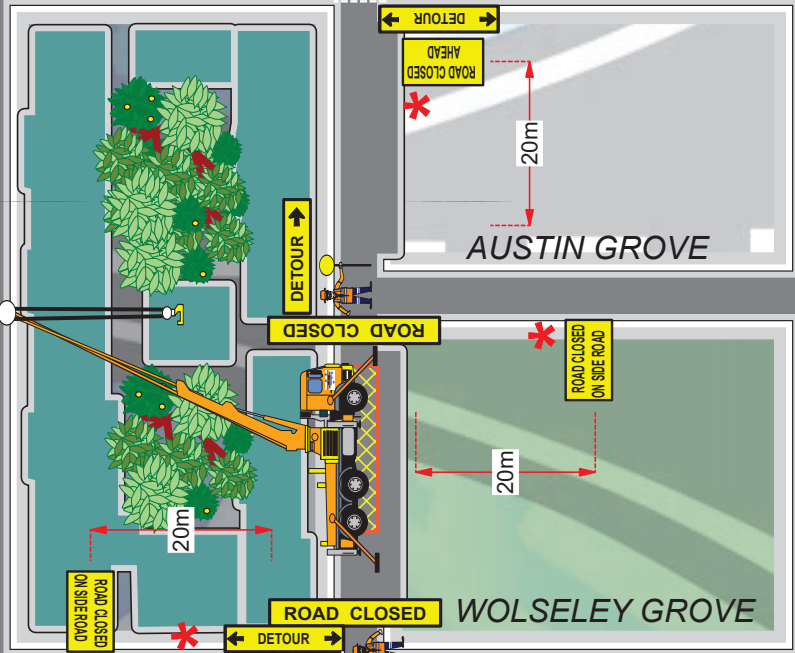 DETOUR
ROAD CLOSED
AHEAD
20m
AUSTIN GROVE
DETOUR
ROAD CLOSED
ROAD CLOSED
ON SIDE ROAD
20m
20m
ROAD CLOSED
ON SIDE ROAD
ROAD CLOSED
WOLSELEY GROVE
DETOUR